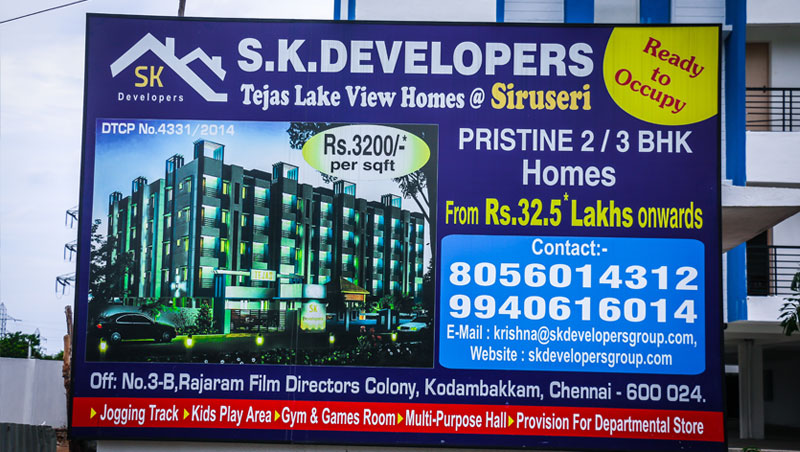 SK
Developers
S.K.DEVELOPERS
Tejas Lake View Homes @ Siruseri
Ready
to
Occupy
DTCP No.4331/2014
Rs.3200/-*
per sqft
TEJAS
SK
Developers
PRISTINE 2 / 3 BHK
Homes
From Rs.32.5* Lakhs onwards
Contact:-
8056014312
9940616014
E-Mail : krishna@skdevelopersgroup.com,
Website : skdevelopersgroup.com
Off: No.3-B,Rajaram Film Directors Colony, Kodambakkam, Chennai - 600 024.
Jogging Track Kids Play Area Gym & Games Room Multi-Purpose Hall Provision For Departmental Store